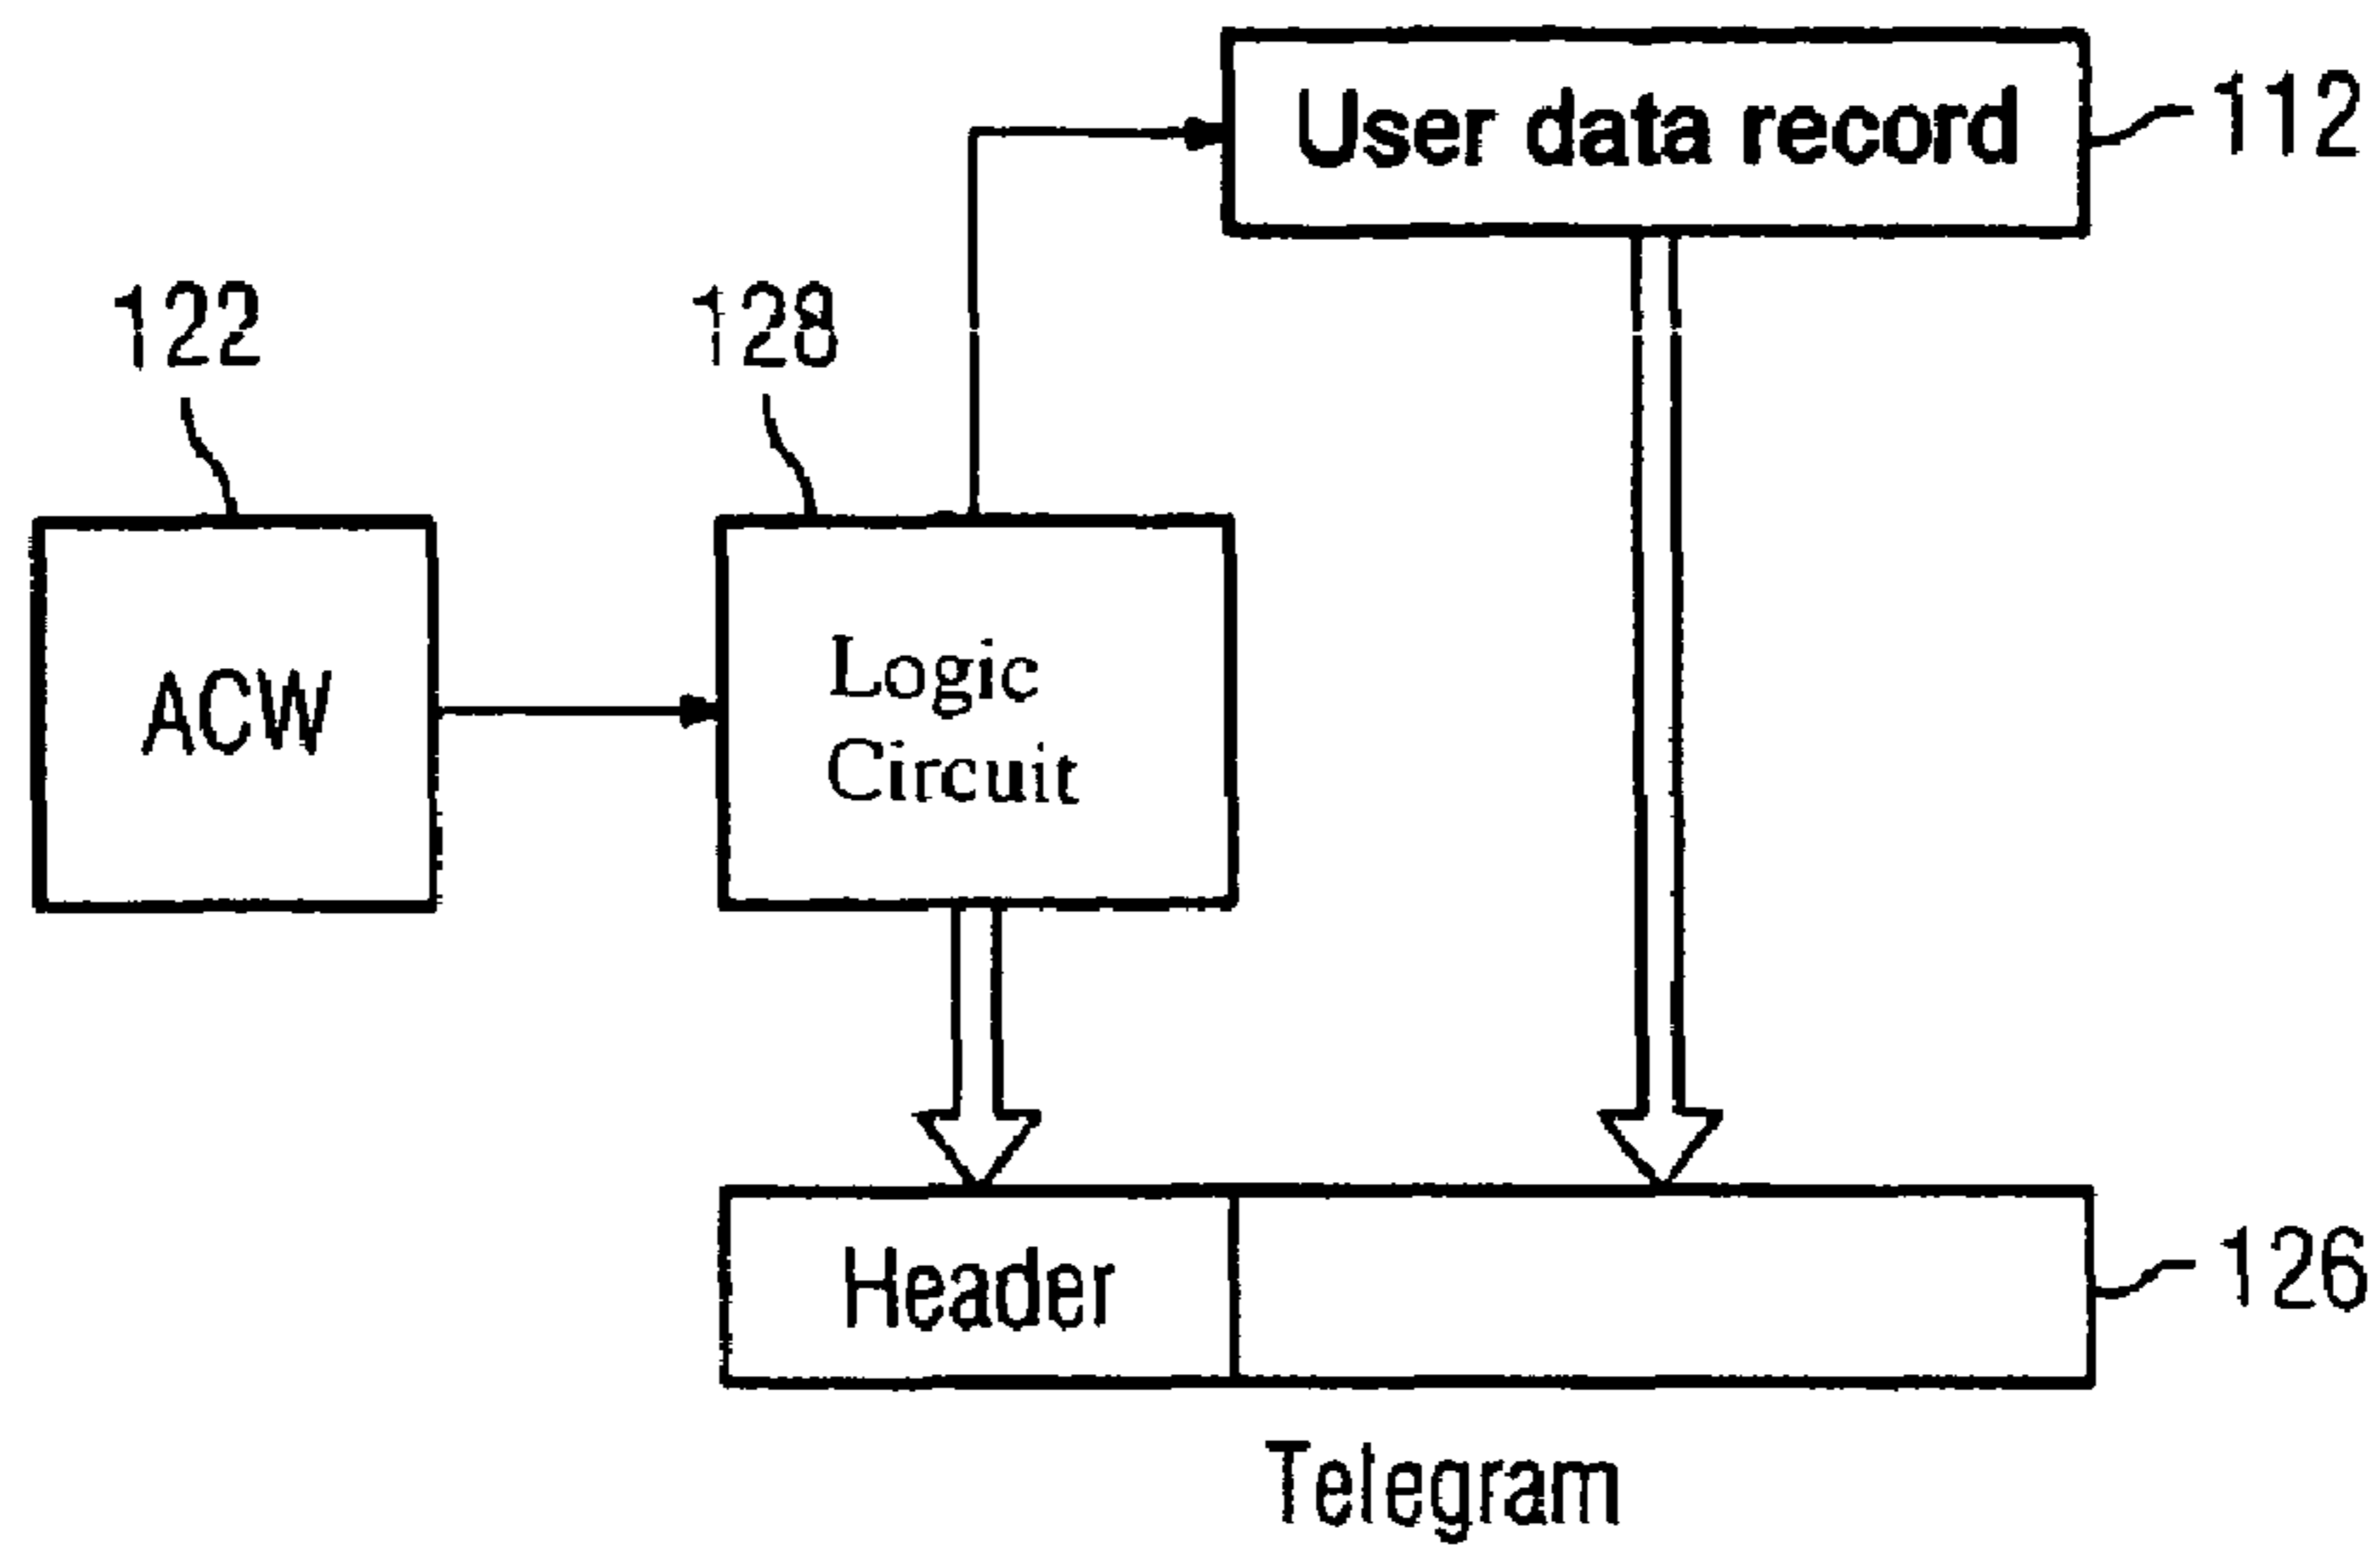 User data record
112
122
128
ACW
Logic
Circuit
Header
126
Telegram